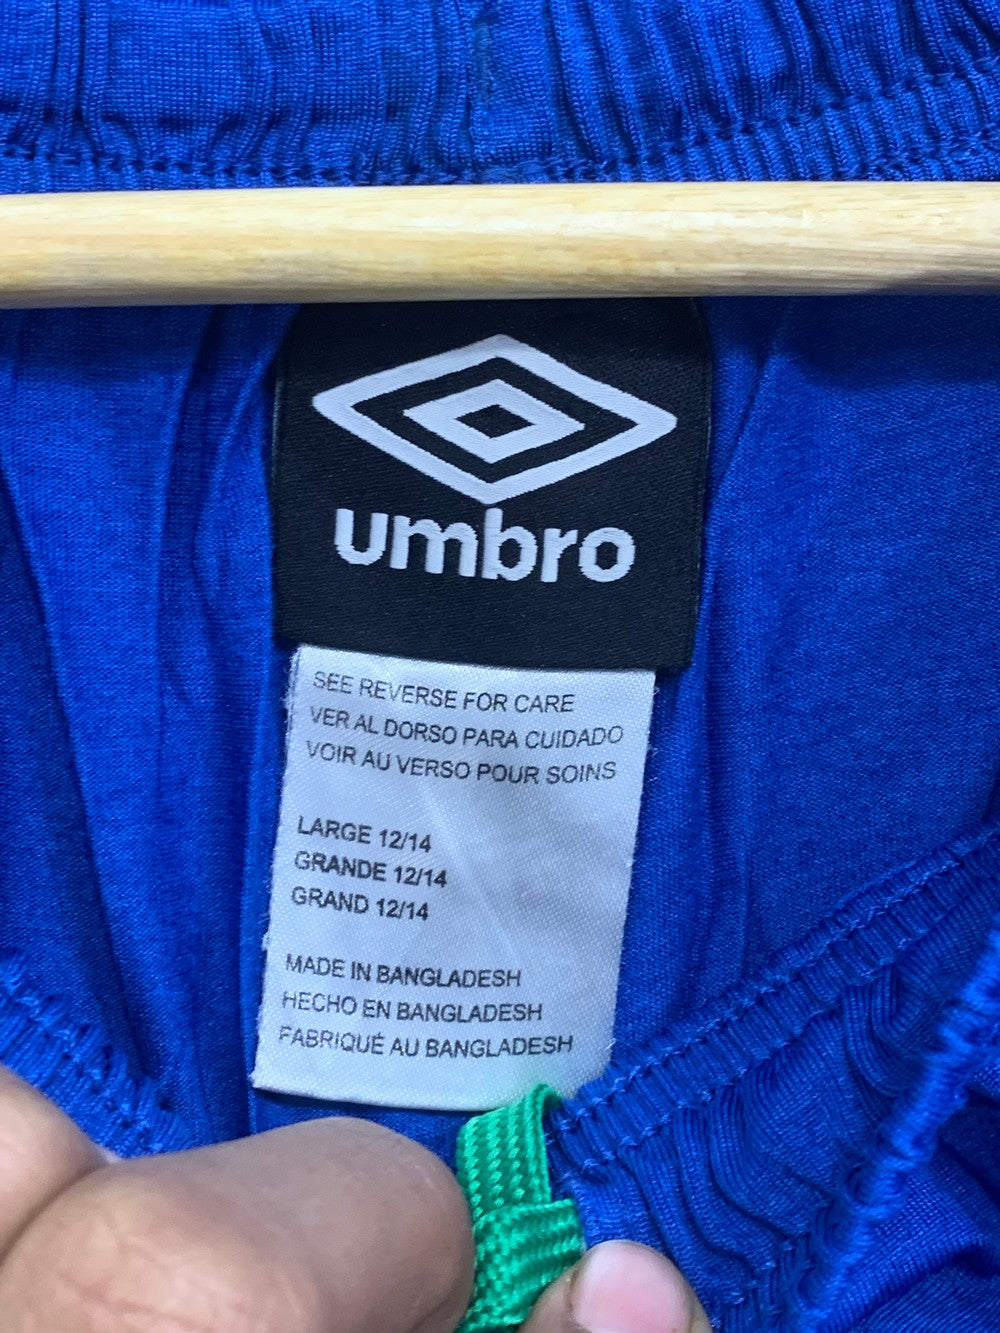 umbro
SEE REVERSE FOR CARE
VER AL DORSO PARA CUIDADO
VOIR AU VERSO POUR SOINS
LARGE 12/14
GRANDE 12/14
GRAND 12/14
MADE IN BANGLADESH
HECHO EN BANGLADESH
FABRIQUÉ AU BANGLADESH